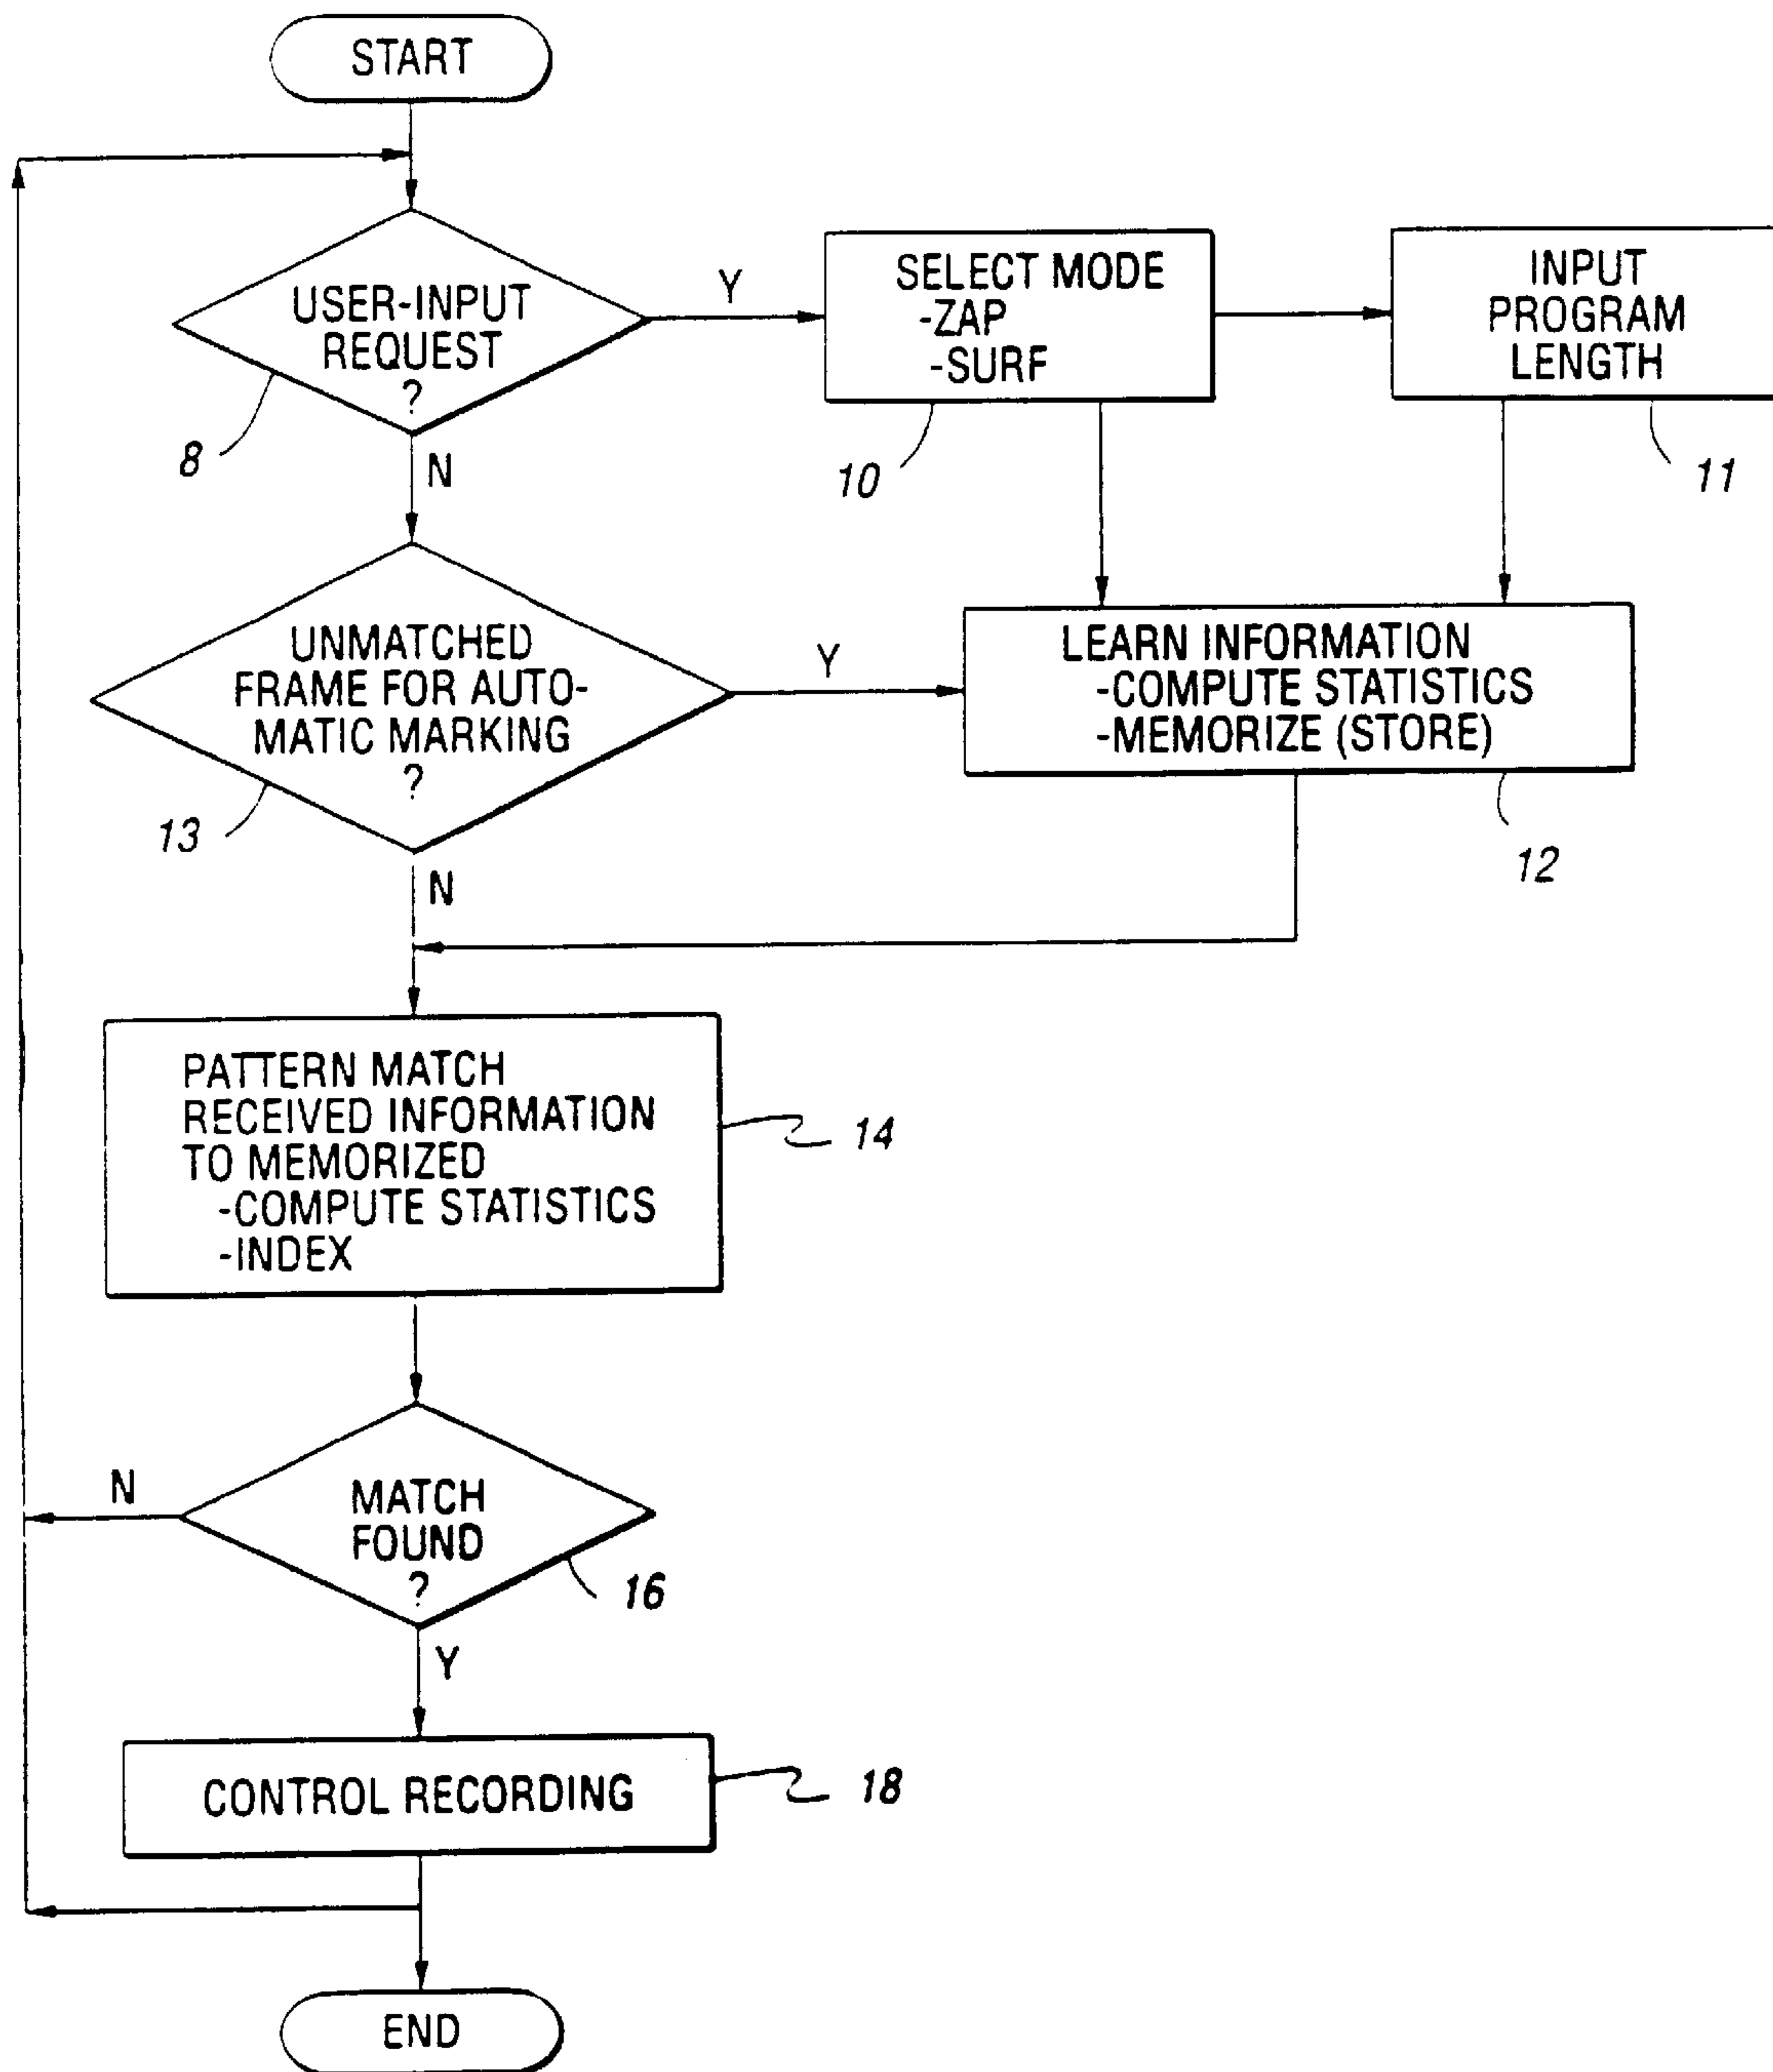 START
USER-INPUT
REQUEST
?
8
Y
N
SELECT MODE
-ZAP
-SURF
10
INPUT
PROGRAM
LENGTH
11
UNMATCHED
FRAME FOR AUTO-
MATIC MARKING
?
13
Y
N
LEARN INFORMATION
-COMPUTE STATISTICS
-MEMORIZE (STORE)
12
PATTERN MATCH
RECEIVED INFORMATION
TO MEMORIZED
-COMPUTE STATISTICS
-INDEX
14
N
MATCH
FOUND
?
16
Y
CONTROL RECORDING
18
END